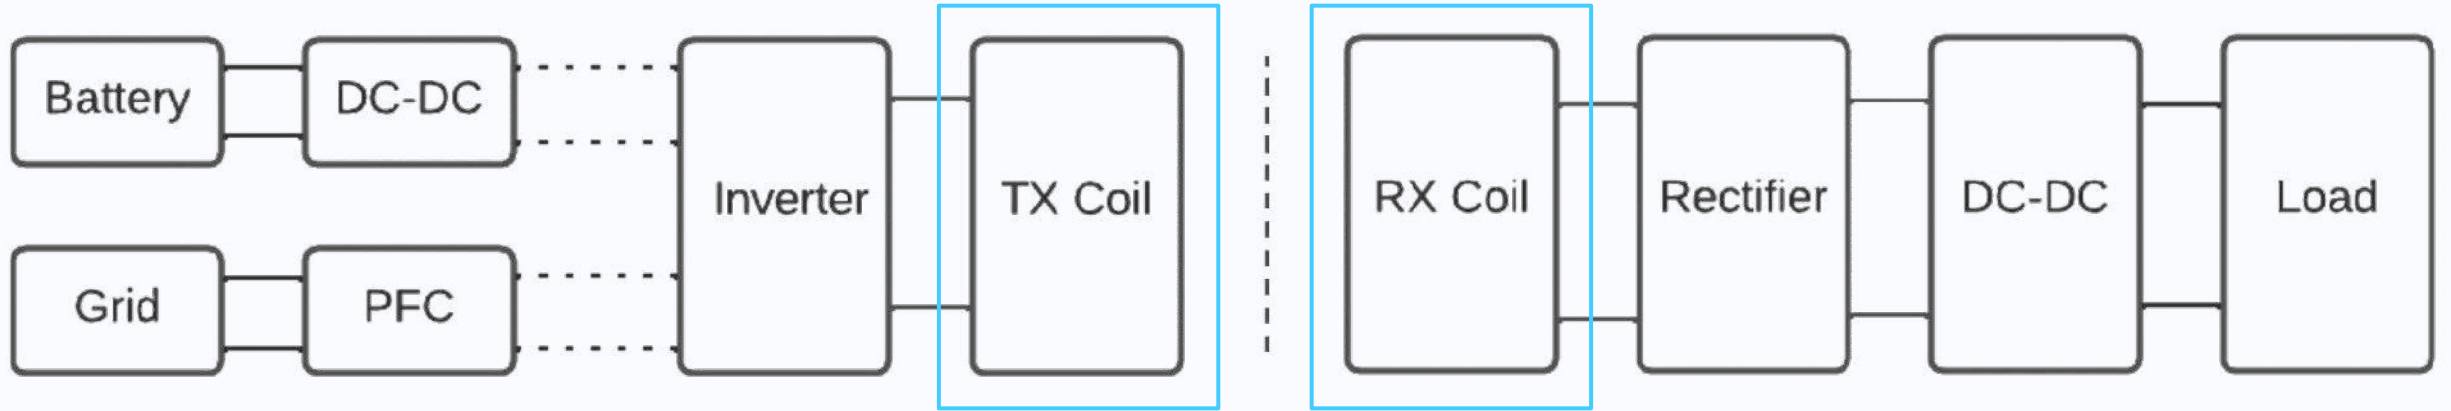 Battery
DC-DC
Grid
PFC
Inverter
TX Coil
RX Coil
Rectifier
DC-DC
Load